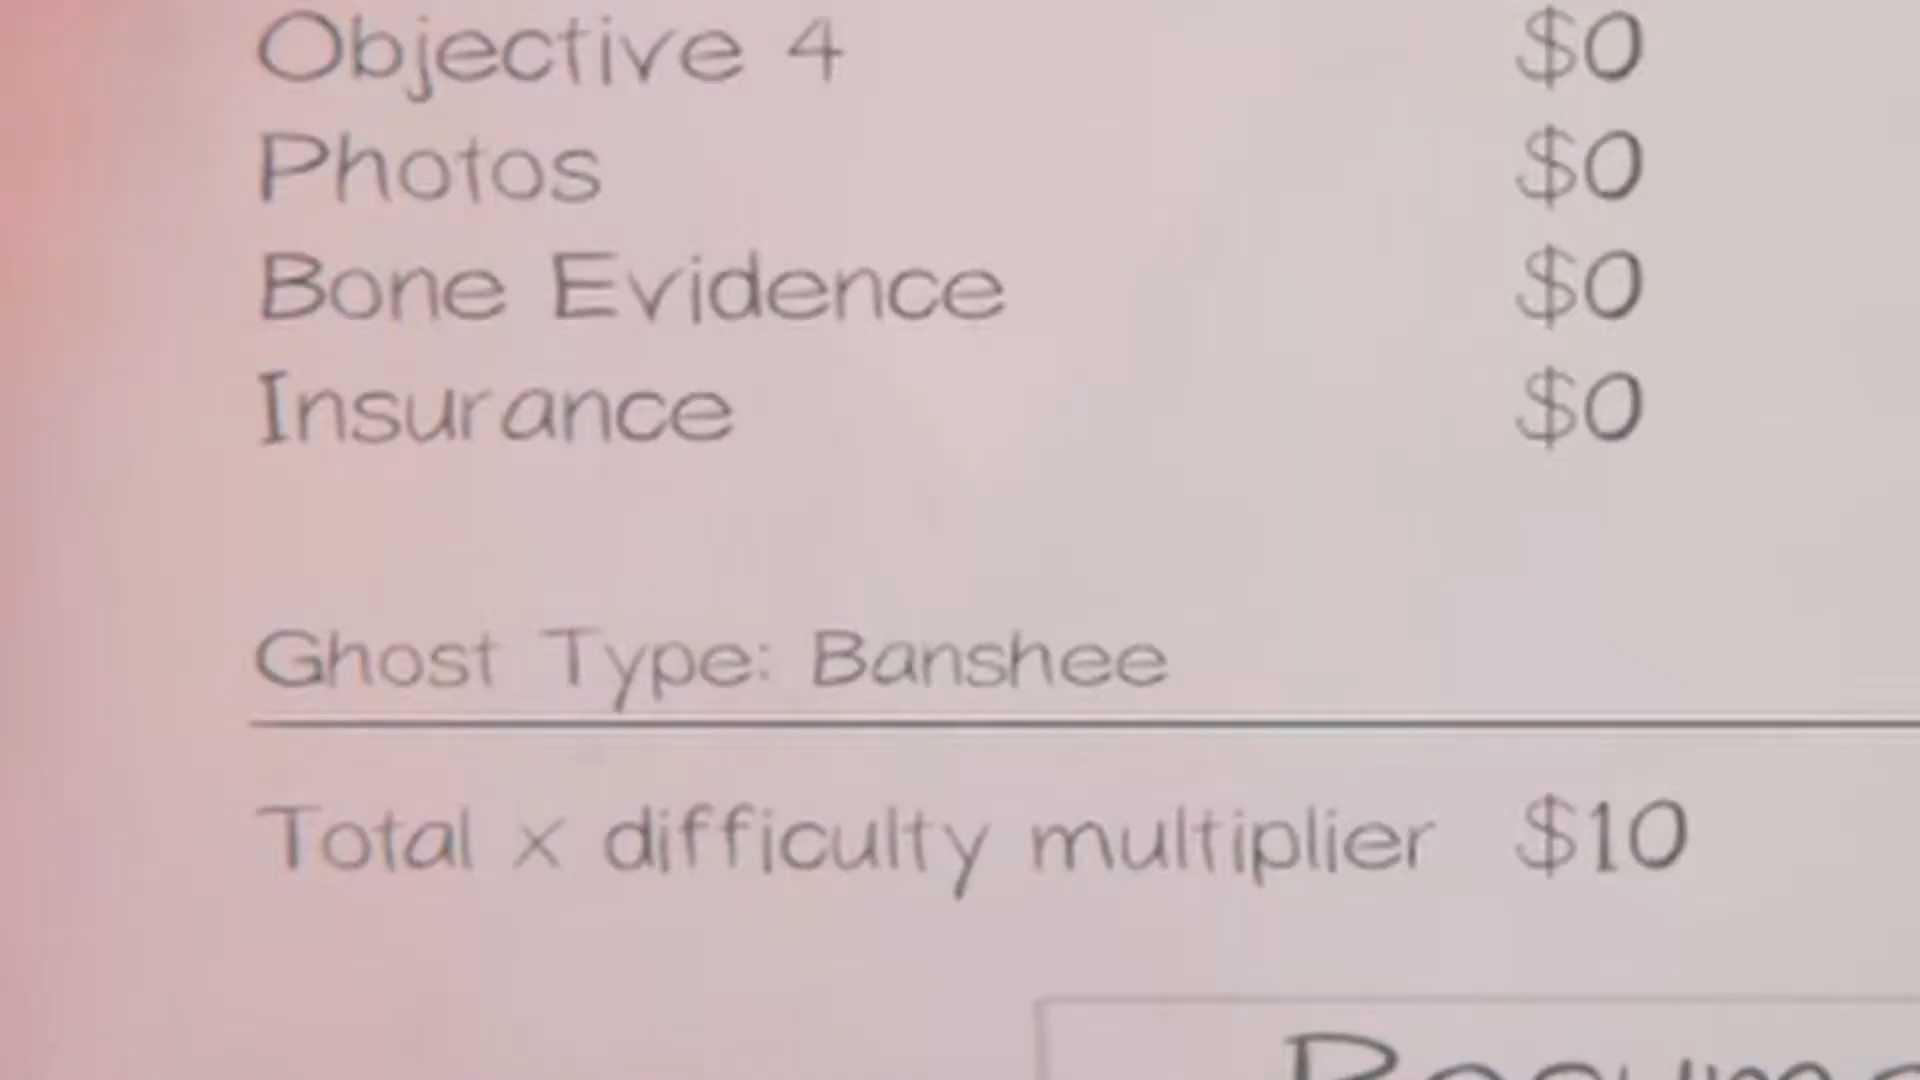 Objective 4 $0
Photos $0
Bone Evidence $0
Insurance $0
Ghost Type: Banshee
Total x difficulty multiplier $10